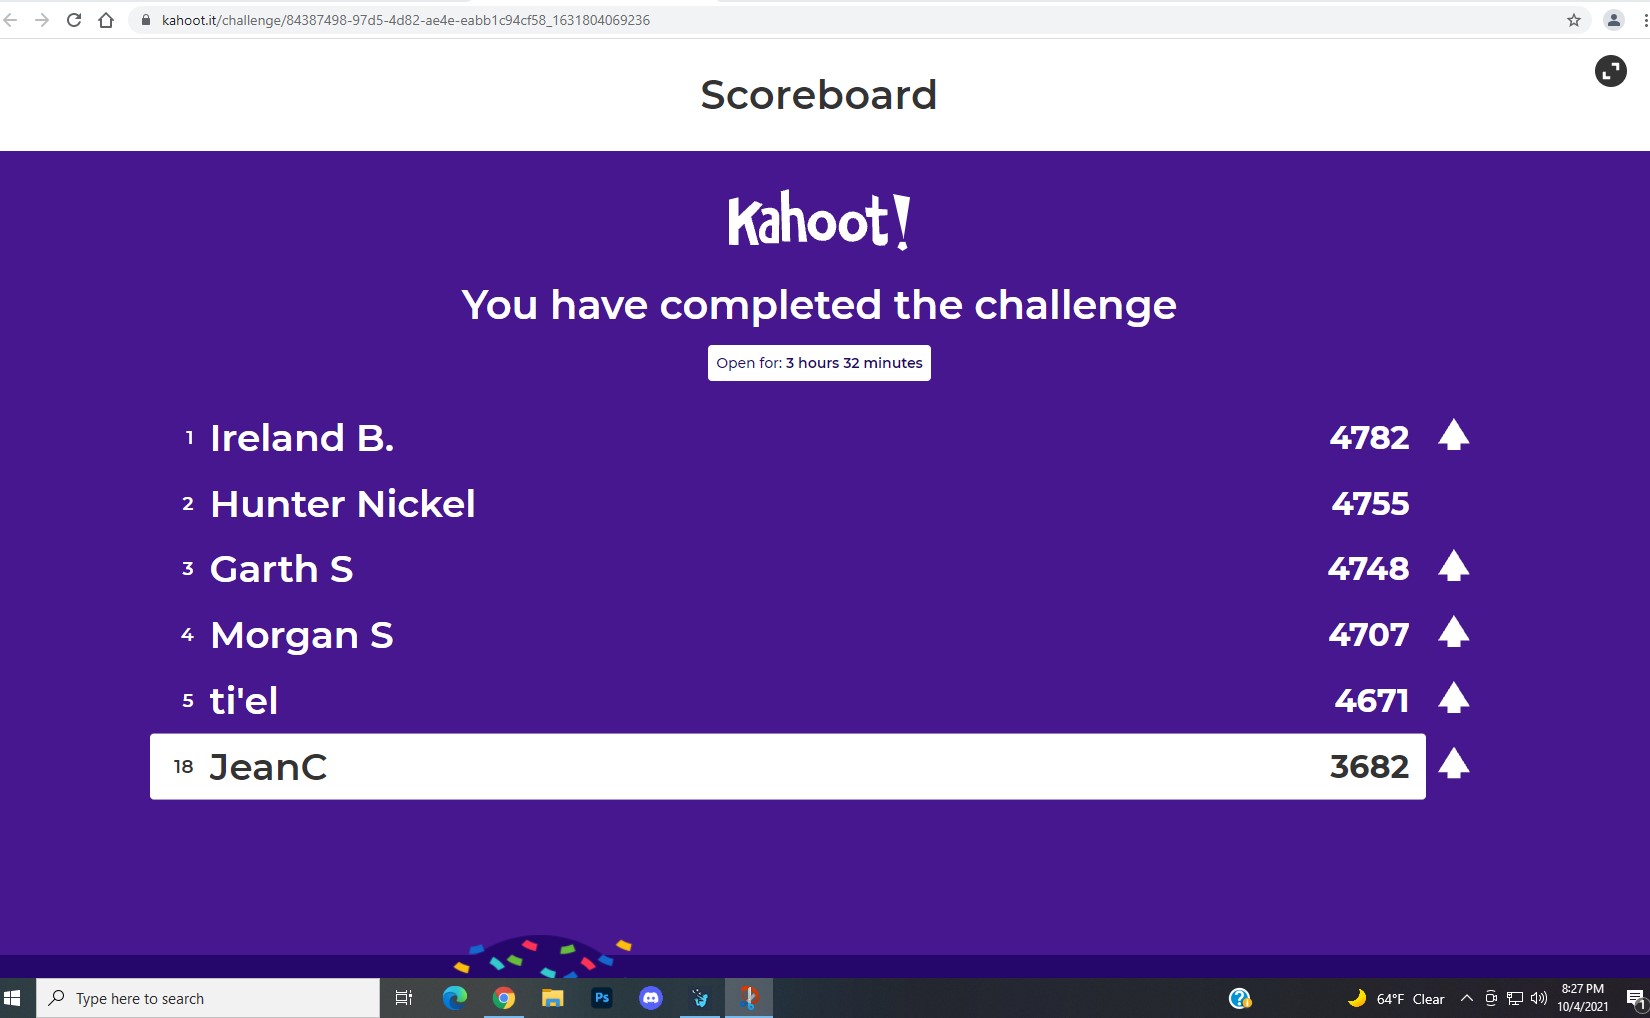 kahoot.it/challenge/84387498-97d5-4d82-ae4e-eabb1c94cf58_1631804069236
Scoreboard
Kahoot!
You have completed the challenge
Open for: 3 hours 32 minutes
1 Ireland B. 4782
2 Hunter Nickel 4755
3 Garth S 4748
4 Morgan S 4707
5 ti'el 4671
18 JeanC 3682
Type here to search
Ps
64°F Clear
8:27 PM
10/4/2021
1